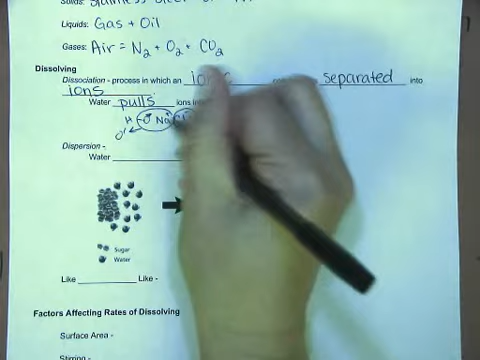 Solids: Stainless Steel
Liquids: Gas + Oil
Gases: Air = N2 + O2 + CO2
Dissolving
Dissociation - process in which an ionic separated into
ions
Water pulls ions
H O Na
Dispersion -
Water
Sugar
Water
Like Like -
Factors Affecting Rates of Dissolving
Surface Area -
Stirring -